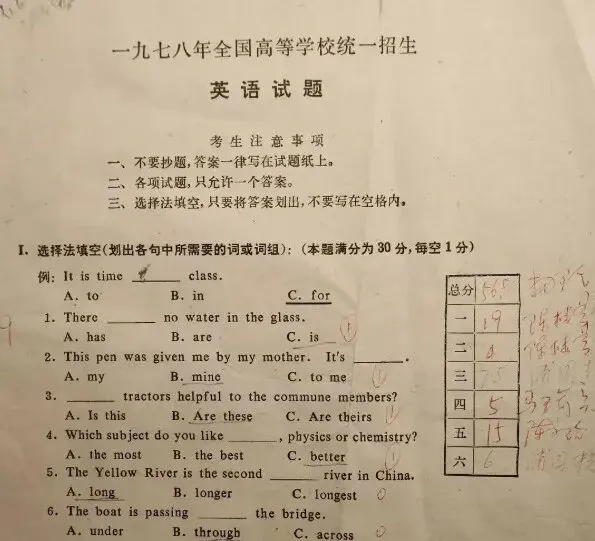 一九七八年全国高等学校统一招生
英语试题
考生注意事项
一、不要抄题,答案一律写在试题纸上。
二、各项试题,只允许一个答案。
三、选择法填空,只要将答案划出,不要写在空格内。
I、选择法填空(划出各句中所需要的词或词组):(本题满分为30分,每空1分)
例: It is time ______ class.
A. to B. in C. for
1. There ______ no water in the glass.
A. has B. are C. is
2. This pen was given me by my mother. It's ______.
A. my B. mine C. to me
3. ______ tractors helpful to the commune members?
A. Is this B. Are these C. Are theirs
4. Which subject do you like ______, physics or chemistry?
A. the most B. the best C. better
5. The Yellow River is the second ______ river in China.
A. long B. longer C. longest
6. The boat is passing ______ the bridge.
A. under B. through C. across
总分
一 19
二
三
四 5
五 15
六 6